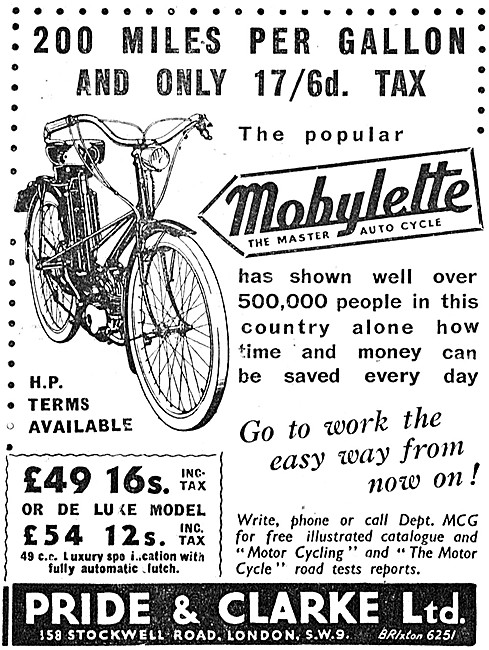 200 MILES PER GALLON
AND ONLY 17/6d. TAX
The popular
Mobylette
THE MASTER AUTO CYCLE
has shown well over
500,000 people in this
country alone how
time and money can
be saved every day
H.P.
TERMS
AVAILABLE
Go to work the
easy way from
now on!
£49 16s. INC. TAX
OR DE LUXE MODEL
£54 12s. INC. TAX
49 c.c. Luxury specification with
fully automatic clutch.
Write, phone or call Dept. MCG
for free illustrated catalogue and
"Motor Cycling" and "The Motor
Cycle" road tests reports.
PRIDE & CLARKE Ltd.
158 STOCKWELL ROAD, LONDON, S.W.9. BRIxton 6251